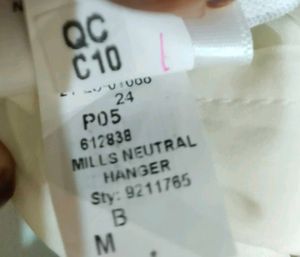 QC
C10
24
P05
612838
MILLS NEUTRAL
HANGER
Sty: 9211765
B
M